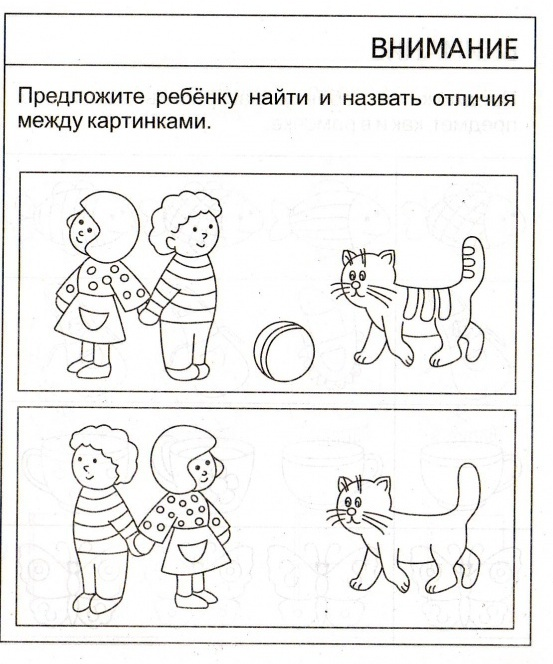 ВНИМАНИЕ
Предложите ребёнку найти и назвать отличия
между картинками.